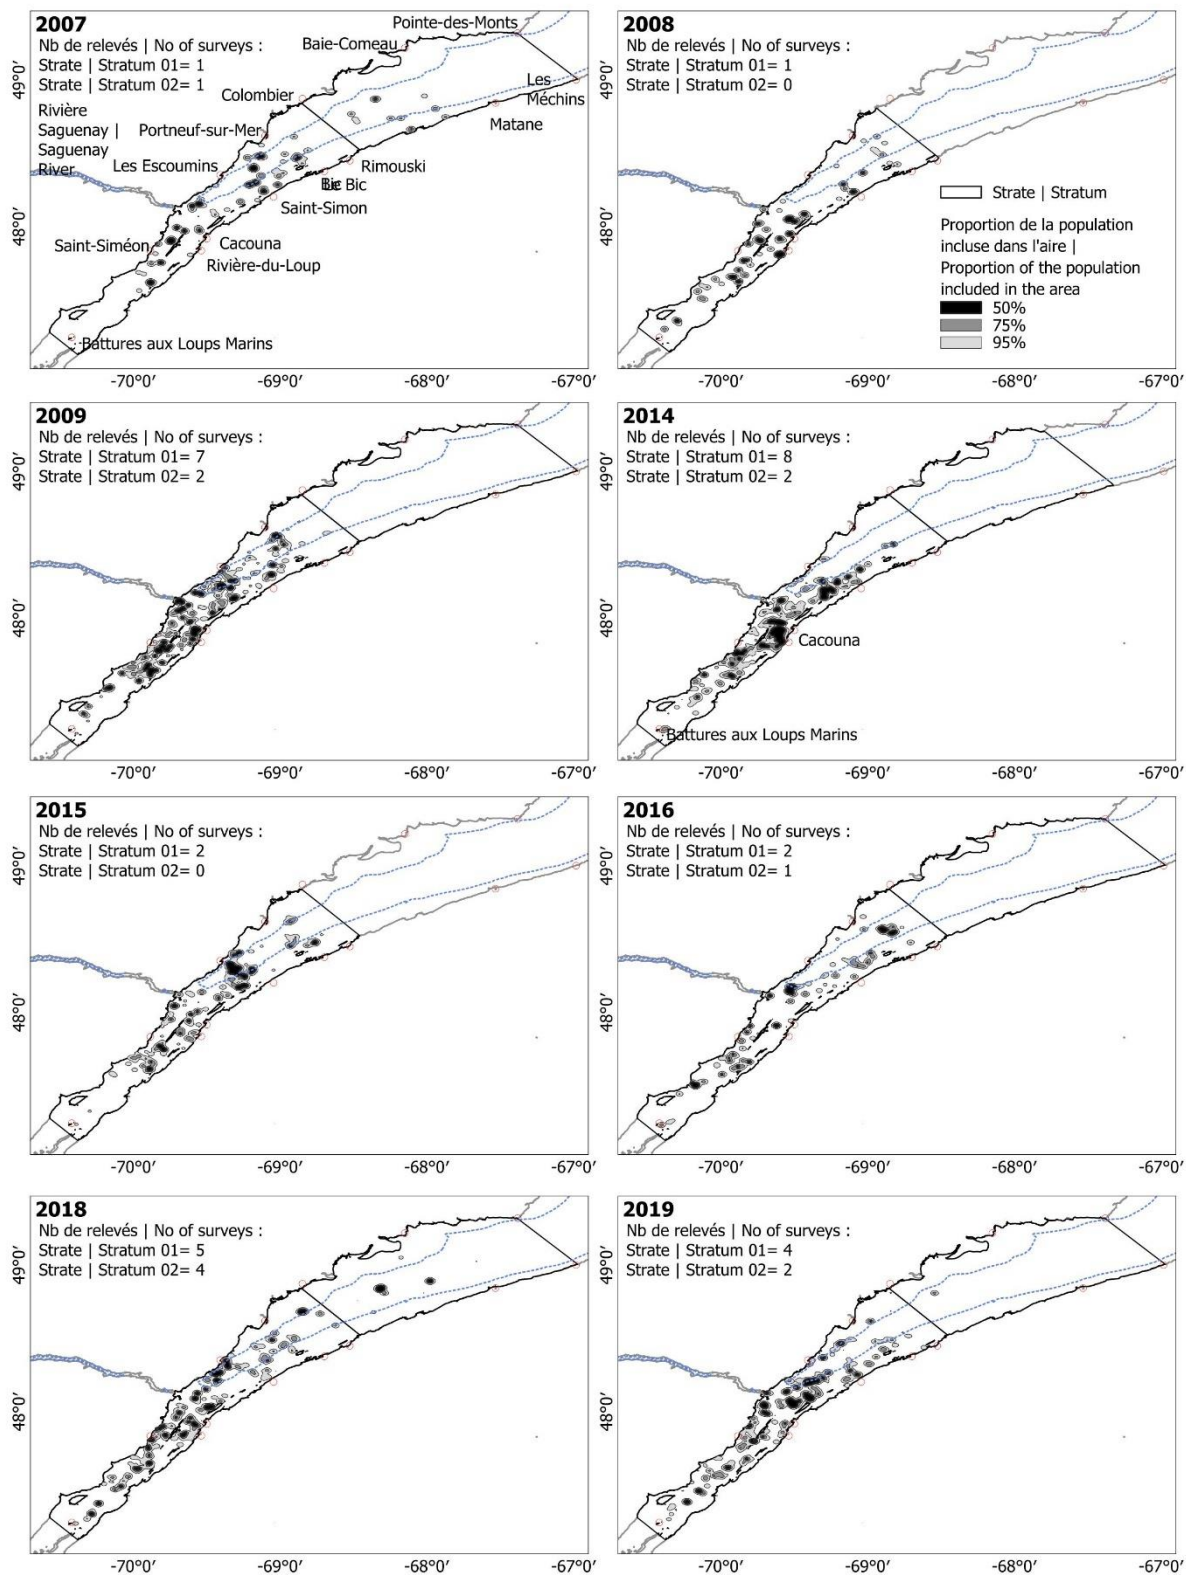 2007
Nb de relevés | No of surveys :
Strate | Stratum 01= 1
Strate | Stratum 02= 1
Pointe-des-Monts
Baie-Comeau
Les
Méchins
Colombier
Matane
Rivière
Saguenay |
Saguenay
River
Portneuf-sur-Mer
Les Escoumins
Rimouski
Le Bic
Saint-Simon
Saint-Siméon
Cacouna
Rivière-du-Loup
Battures aux Loups Marins
49°0'
48°0'
-70°0'
-69°0'
-68°0'
-67°0'
2008
Nb de relevés | No of surveys :
Strate | Stratum 01= 1
Strate | Stratum 02= 0
Strate | Stratum
Proportion de la population
incluse dans l'aire |
Proportion of the population
included in the area
50%
75%
95%
49°0'
48°0'
-70°0'
-69°0'
-68°0'
-67°0'
2009
Nb de relevés | No of surveys :
Strate | Stratum 01= 7
Strate | Stratum 02= 2
49°0'
48°0'
-70°0'
-69°0'
-68°0'
-67°0'
2014
Nb de relevés | No of surveys :
Strate | Stratum 01= 8
Strate | Stratum 02= 2
Cacouna
Battures aux Loups Marins
49°0'
48°0'
-70°0'
-69°0'
-68°0'
-67°0'
2015
Nb de relevés | No of surveys :
Strate | Stratum 01= 2
Strate | Stratum 02= 0
49°0'
48°0'
-70°0'
-69°0'
-68°0'
-67°0'
2016
Nb de relevés | No of surveys :
Strate | Stratum 01= 2
Strate | Stratum 02= 1
49°0'
48°0'
-70°0'
-69°0'
-68°0'
-67°0'
2018
Nb de relevés | No of surveys :
Strate | Stratum 01= 5
Strate | Stratum 02= 4
49°0'
48°0'
-70°0'
-69°0'
-68°0'
-67°0'
2019
Nb de relevés | No of surveys :
Strate | Stratum 01= 4
Strate | Stratum 02= 2
49°0'
48°0'
-70°0'
-69°0'
-68°0'
-67°0'